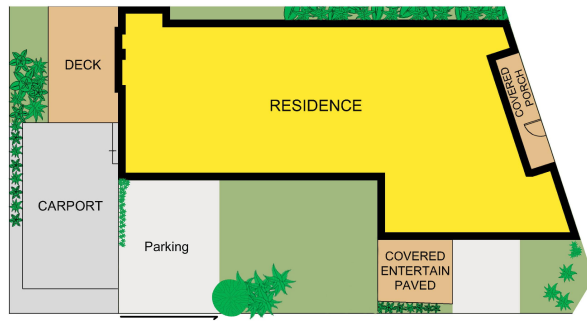 DECK
RESIDENCE
COVERED
PORCH
CARPORT
Parking
COVERED
ENTERTAIN
PAVED